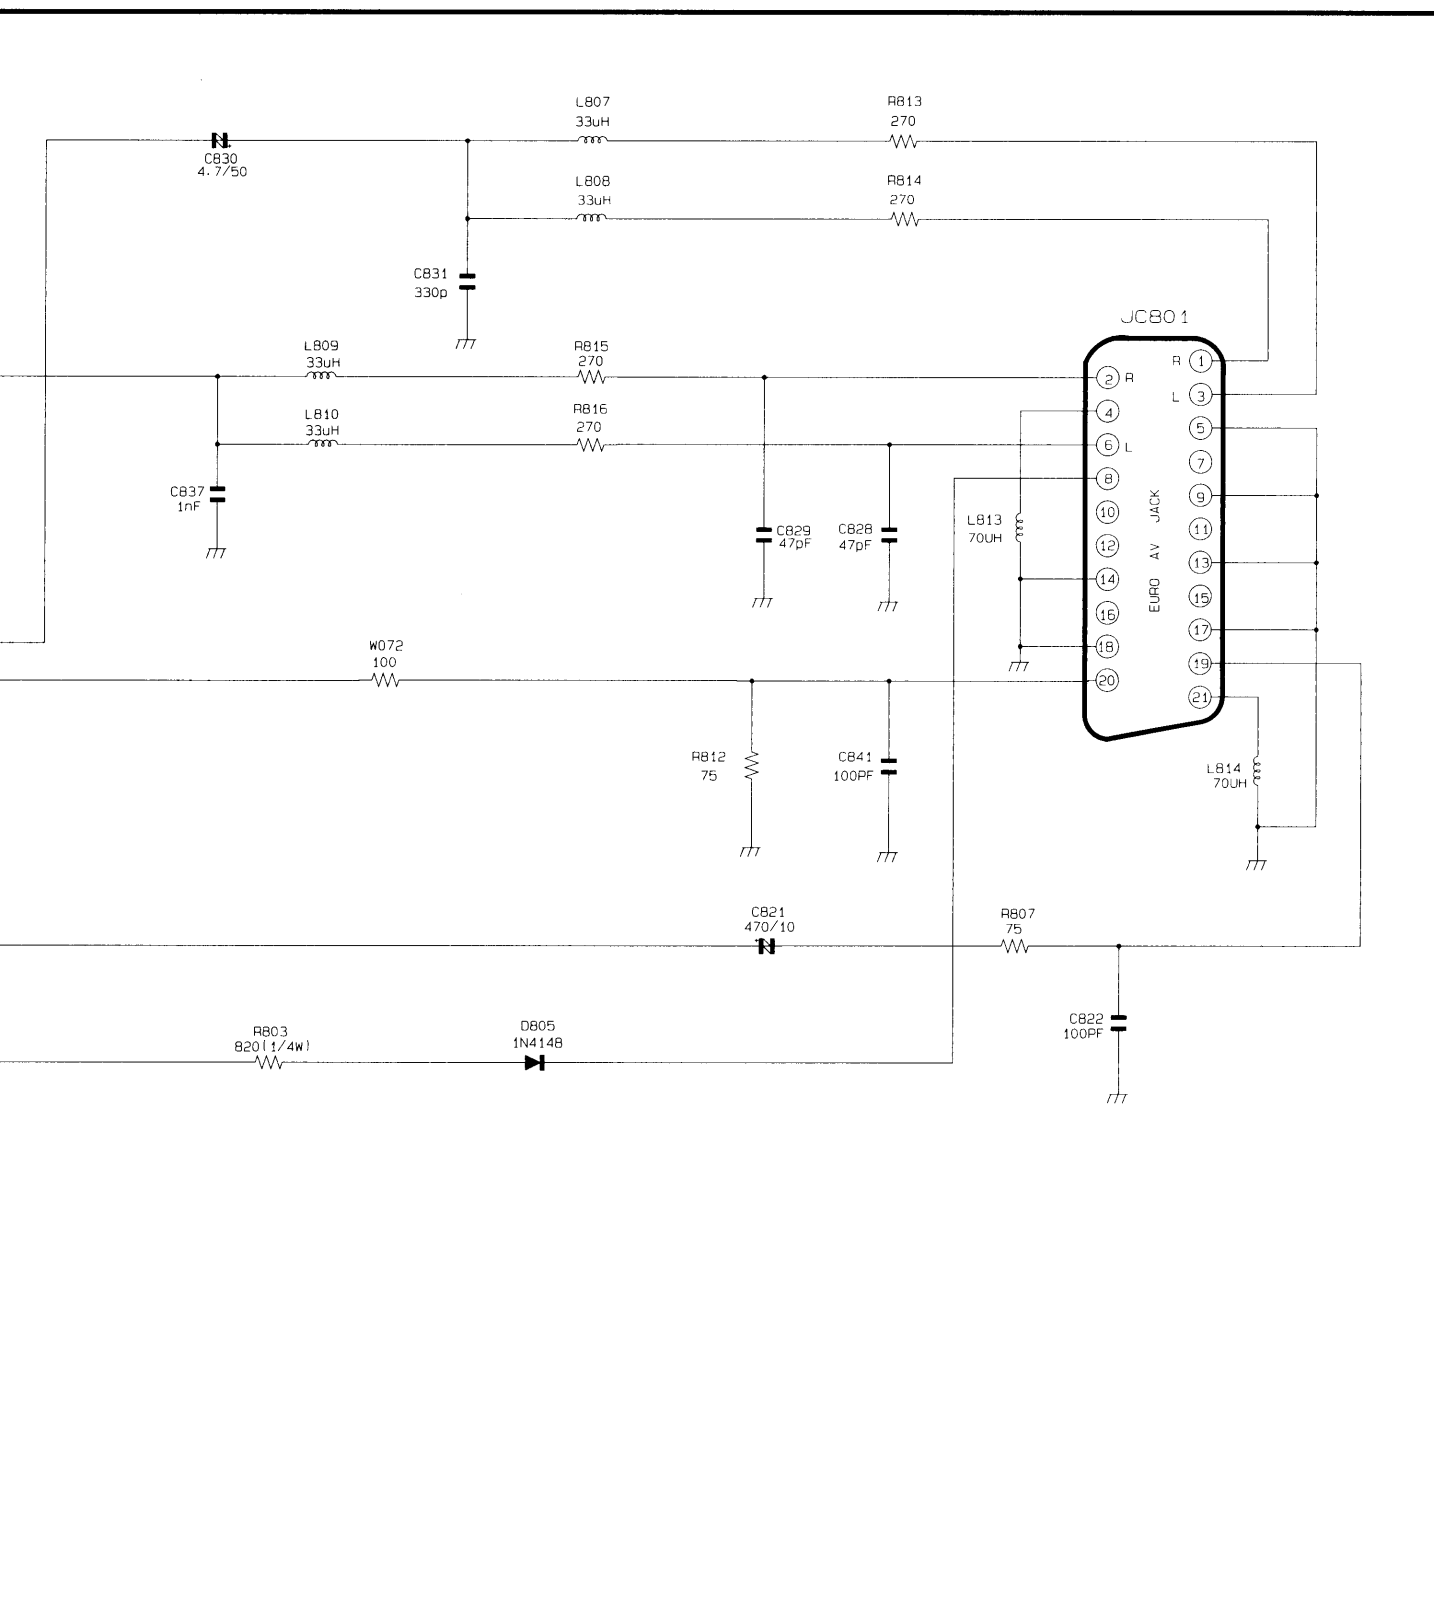 L807
33uH
R813
270
C830
4.7/50
L808
33uH
R814
270
C831
330p
JC801
L809
33uH
R815
270
L810
33uH
R816
270
R 1
2 R
L 3
4
5
6 L
7
8
9
10
11
12
13
14
15
16
17
18
19
20
21
EURO AV JACK
C837
1nF
L813
70UH
C829
47pF
C828
47pF
W072
100
R812
75
C841
100PF
L814
70UH
C821
470/10
+
R807
75
C822
100PF
R803
820(1/4W)
D805
1N4148